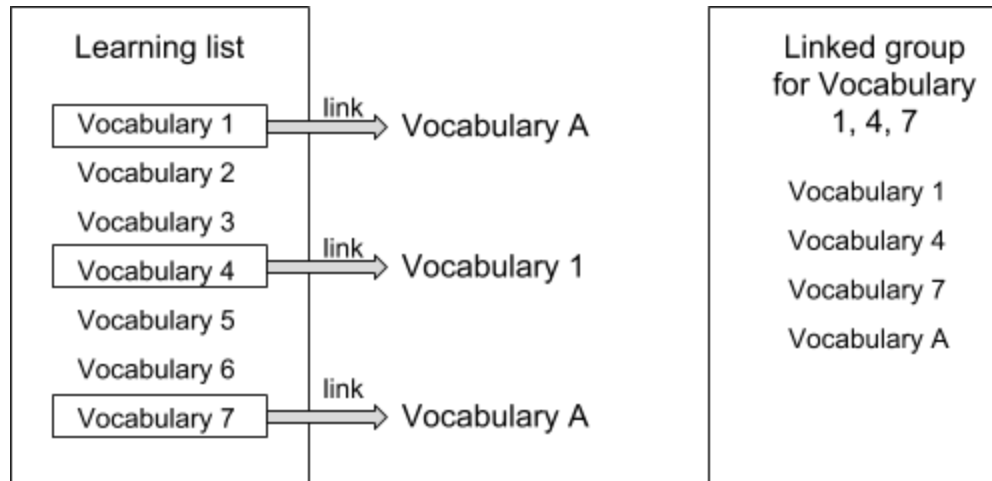 Learning list
Vocabulary 1
link
Vocabulary A
Vocabulary 2
Vocabulary 3
Vocabulary 4
link
Vocabulary 1
Vocabulary 5
Vocabulary 6
Vocabulary 7
link
Vocabulary A
Linked group
for Vocabulary
1, 4, 7
Vocabulary 1
Vocabulary 4
Vocabulary 7
Vocabulary A